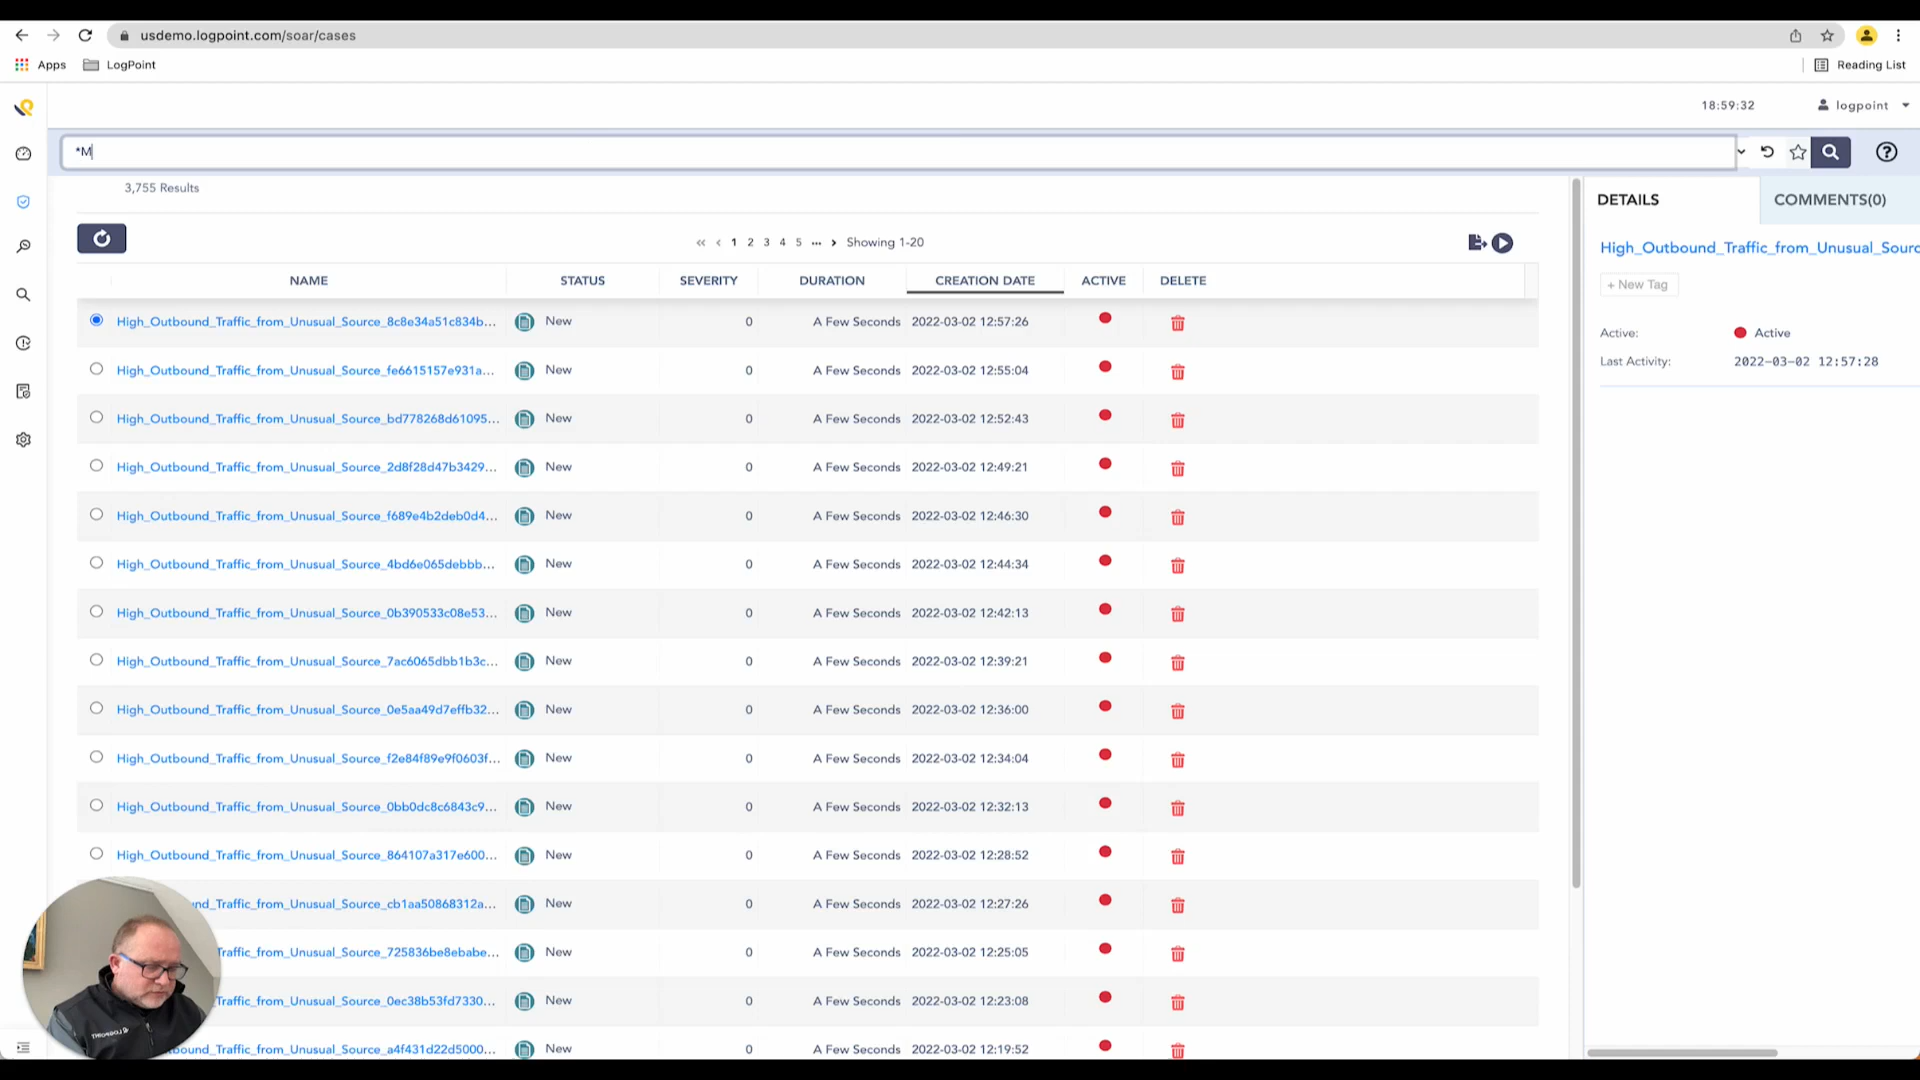 usdemo.logpoint.com/soar/cases
Apps
LogPoint
Reading List
18:59:32
logpoint
*M
3,755 Results
DETAILS
COMMENTS(0)
« ‹ 1 2 3 4 5 ... › Showing 1-20
High_Outbound_Traffic_from_Unusual_Sourc
+ New Tag
NAME STATUS SEVERITY DURATION CREATION DATE ACTIVE DELETE
High_Outbound_Traffic_from_Unusual_Source_8c8e34a51c834b... New 0 A Few Seconds 2022-03-02 12:57:26
Active: Active
Last Activity: 2022-03-02 12:57:28
High_Outbound_Traffic_from_Unusual_Source_fe6615157e931a... New 0 A Few Seconds 2022-03-02 12:55:04
High_Outbound_Traffic_from_Unusual_Source_bd778268d61095... New 0 A Few Seconds 2022-03-02 12:52:43
High_Outbound_Traffic_from_Unusual_Source_2d8f28d47b3429... New 0 A Few Seconds 2022-03-02 12:49:21
High_Outbound_Traffic_from_Unusual_Source_f689e4b2deb0d4... New 0 A Few Seconds 2022-03-02 12:46:30
High_Outbound_Traffic_from_Unusual_Source_4bd6e065debbb... New 0 A Few Seconds 2022-03-02 12:44:34
High_Outbound_Traffic_from_Unusual_Source_0b390533c08e53... New 0 A Few Seconds 2022-03-02 12:42:13
High_Outbound_Traffic_from_Unusual_Source_7ac6065dbb1b3c... New 0 A Few Seconds 2022-03-02 12:39:21
High_Outbound_Traffic_from_Unusual_Source_0e5aa49d7effb32... New 0 A Few Seconds 2022-03-02 12:36:00
High_Outbound_Traffic_from_Unusual_Source_f2e84f89e9f0603f... New 0 A Few Seconds 2022-03-02 12:34:04
High_Outbound_Traffic_from_Unusual_Source_0bb0dc8c6843c9... New 0 A Few Seconds 2022-03-02 12:32:13
High_Outbound_Traffic_from_Unusual_Source_864107a317e600... New 0 A Few Seconds 2022-03-02 12:28:52
nd_Traffic_from_Unusual_Source_cb1aa50868312a... New 0 A Few Seconds 2022-03-02 12:27:26
Traffic_from_Unusual_Source_725836be8ebabe... New 0 A Few Seconds 2022-03-02 12:25:05
Traffic_from_Unusual_Source_0ec38b53fd7330... New 0 A Few Seconds 2022-03-02 12:23:08
bound_Traffic_from_Unusual_Source_a4f431d22d5000... New 0 A Few Seconds 2022-03-02 12:19:52